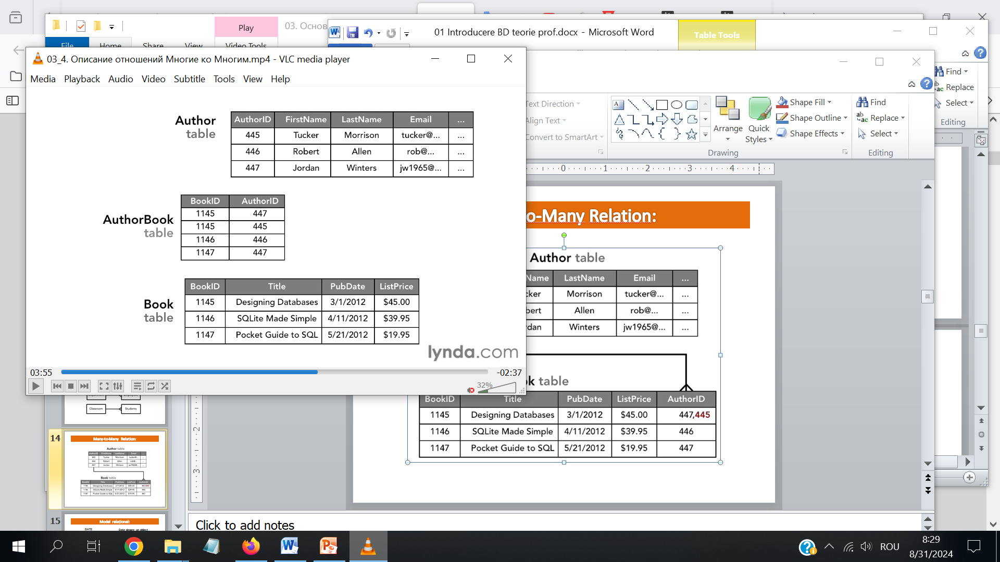 Play
03. Основ
File
Home
Share
View
Video Tools
01 Introducere BD teorie prof.docx - Microsoft Word
Table Tools
03_4. Описание отношений Многие ко Многим.mp4 - VLC media player
Media Playback Audio Video Subtitle Tools View Help
Author
table
AuthorID FirstName LastName Email ...
445 Tucker Morrison tucker@... ...
446 Robert Allen rob@... ...
447 Jordan Winters jw1965@... ...
AuthorBook
table
BookID AuthorID
1145 447
1145 445
1146 446
1147 447
Book
table
BookID Title PubDate ListPrice
1145 Designing Databases 3/1/2012 $45.00
1146 SQLite Made Simple 4/11/2012 $39.95
1147 Pocket Guide to SQL 5/21/2012 $19.95
lynda.com
03:55
-02:37
32%
Text Direction
Align Text
Convert to SmartArt
Arrange
Quick
Styles
Shape Fill
Shape Outline
Shape Effects
Drawing
Find
Replace
Select
Editing
Find
Replace
Select
Editing
0 1 2 3 4
o-Many Relation:
Author table
Name LastName Email ...
cker Morrison tucker@... ...
bert Allen rob@... ...
rdan Winters jw1965@... ...
ok table
BookID Title PubDate ListPrice AuthorID
1145 Designing Databases 3/1/2012 $45.00 447,445
1146 SQLite Made Simple 4/11/2012 $39.95 446
1147 Pocket Guide to SQL 5/21/2012 $19.95 447
2
3
Classroom Students
14
Many-to-Many Relation:
Author table
Book table
15
Model relațional:
DATE
Date despre un obiect
Click to add notes
ROU
8:29
8/31/2024